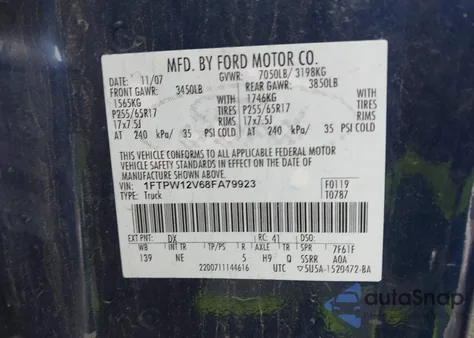 MFD. BY FORD MOTOR CO.
DATE: 11/07 GVWR: 7050LB/ 3198KG
FRONT GAWR: 3450LB REAR GAWR: 3850LB
1565KG 1746KG
P255/65R17 TIRES P255/65R17 TIRES
17x7.5J RIMS 17x7.5J RIMS
AT 240 kPa/ 35 PSI COLD AT 240 kPa/ 35 PSI COLD
THIS VEHICLE CONFORMS TO ALL APPLICABLE FEDERAL MOTOR
VEHICLE SAFETY STANDARDS IN EFFECT ON THE DATE OF
MANUFACTURE SHOWN ABOVE.
VIN: 1FTPW12V68FA79923 F0119
TYPE: Truck T0787
EXT PNT: DX RC: 41 DSO:
WB INT TR TP/PS R AXLE TR SPR 7F61F
139 NE 5 H9 Q SSRR A0A
2200711144616 UTC 5U5A-1520472-BA
autoSnap